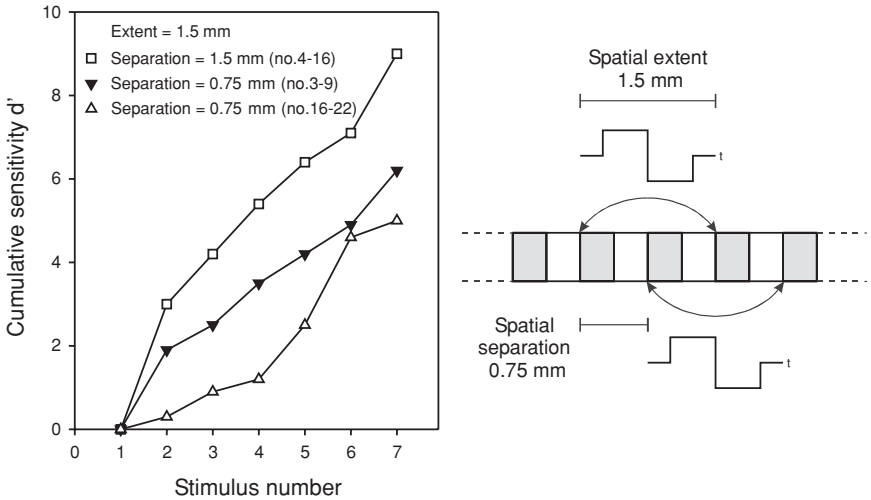 Extent = 1.5 mm
Separation = 1.5 mm (no.4-16)
Separation = 0.75 mm (no.3-9)
Separation = 0.75 mm (no.16-22)
10
8
6
4
2
0
0 1 2 3 4 5 6 7
Cumulative sensitivity d'
Stimulus number
Spatial extent
1.5 mm
t
Spatial
separation
0.75 mm
t